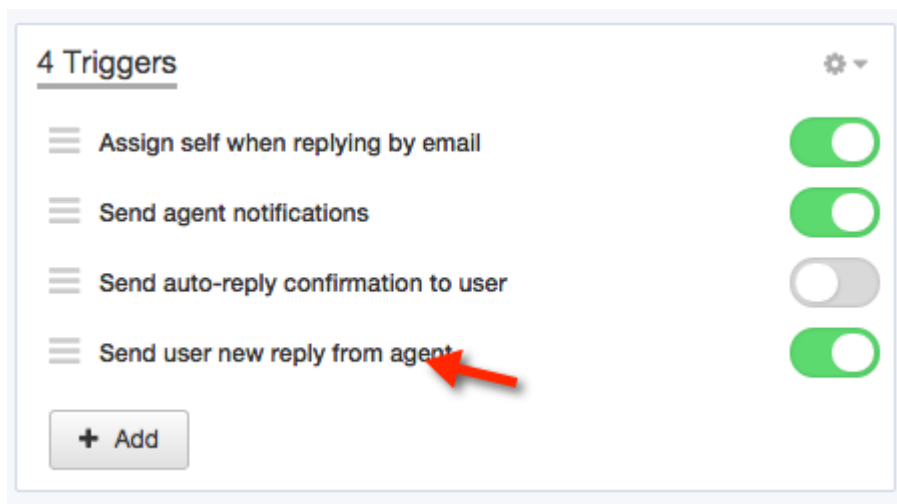 4 Triggers
Assign self when replying by email
Send agent notifications
Send auto-reply confirmation to user
Send user new reply from agent
+ Add